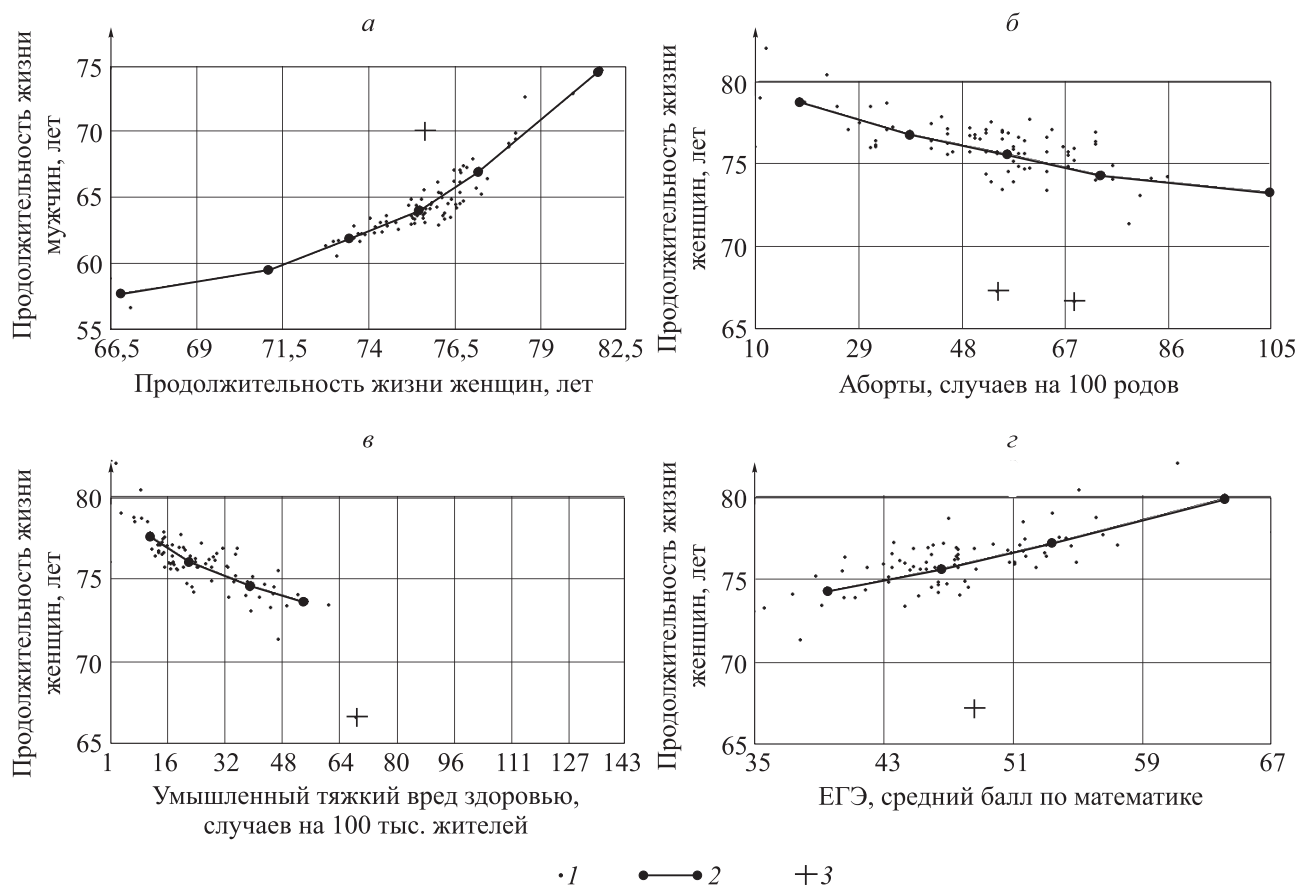 а
Продолжительность жизни
мужчин, лет
75
70
65
60
55
66,5 69 71,5 74 76,5 79 82,5
Продолжительность жизни женщин, лет
б
Продолжительность жизни
женщин, лет
80
75
70
65
10 29 48 67 86 105
Аборты, случаев на 100 родов
в
Продолжительность жизни
женщин, лет
80
75
70
65
1 16 32 48 64 80 96 111 127 143
Умышленный тяжкий вред здоровью,
случаев на 100 тыс. жителей
г
Продолжительность жизни
женщин, лет
80
75
70
65
35 43 51 59 67
ЕГЭ, средний балл по математике
1 2 3